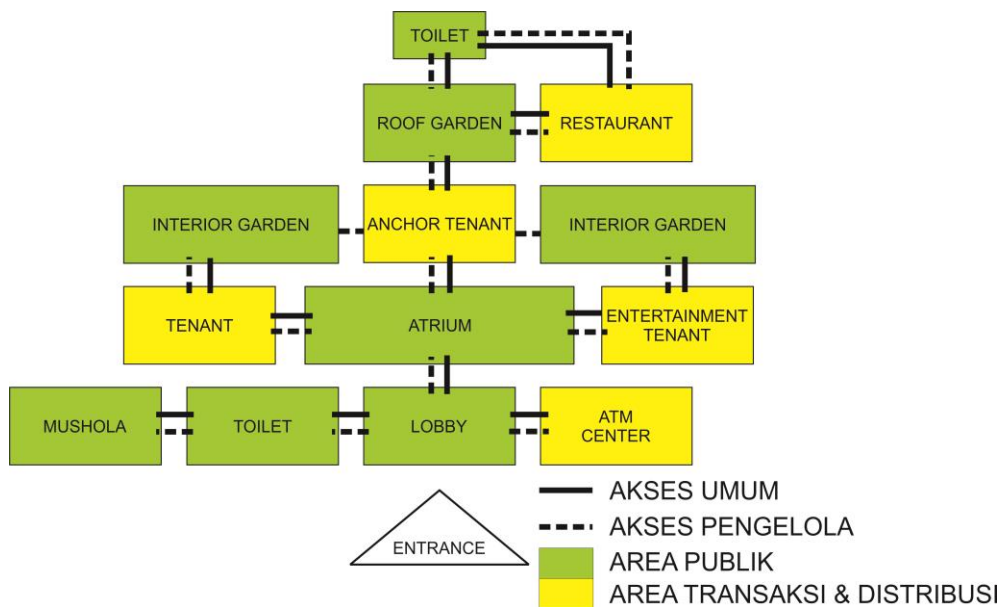 TOILET
ROOF GARDEN
RESTAURANT
INTERIOR GARDEN
ANCHOR TENANT
INTERIOR GARDEN
TENANT
ATRIUM
ENTERTAINMENT
TENANT
MUSHOLA
TOILET
LOBBY
ATM
CENTER
ENTRANCE
AKSES UMUM
AKSES PENGELOLA
AREA PUBLIK
AREA TRANSAKSI & DISTRIBUSI